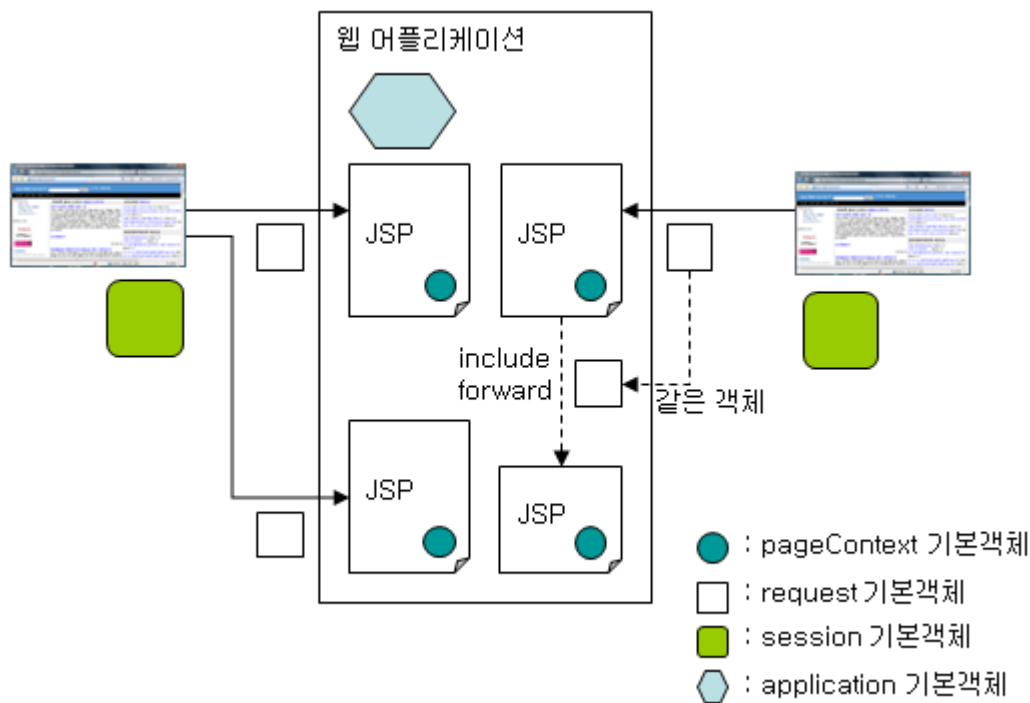 웹 어플리케이션
JSP
JSP
include
forward
같은 객체
JSP
JSP
: pageContext 기본객체
: request 기본객체
: session 기본객체
: application 기본객체